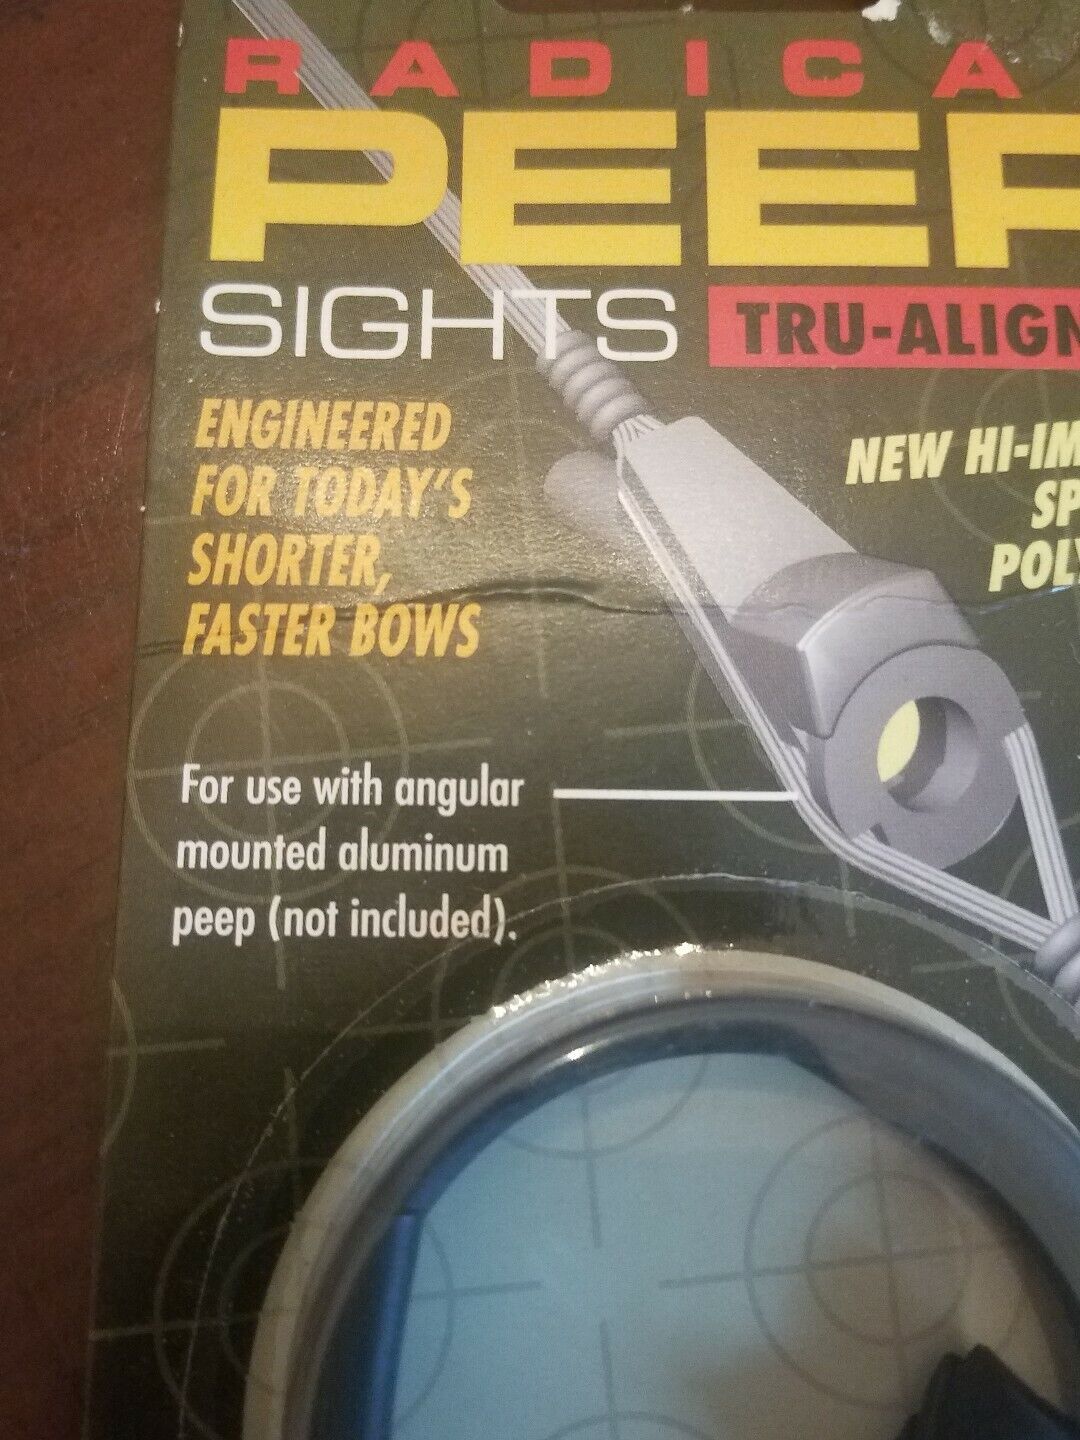 RADICA
PEEP
SIGHTS
TRU-ALIGN
ENGINEERED
FOR TODAY'S
SHORTER,
FASTER BOWS
NEW HI-IM
SP
POLY
For use with angular
mounted aluminum
peep (not included).